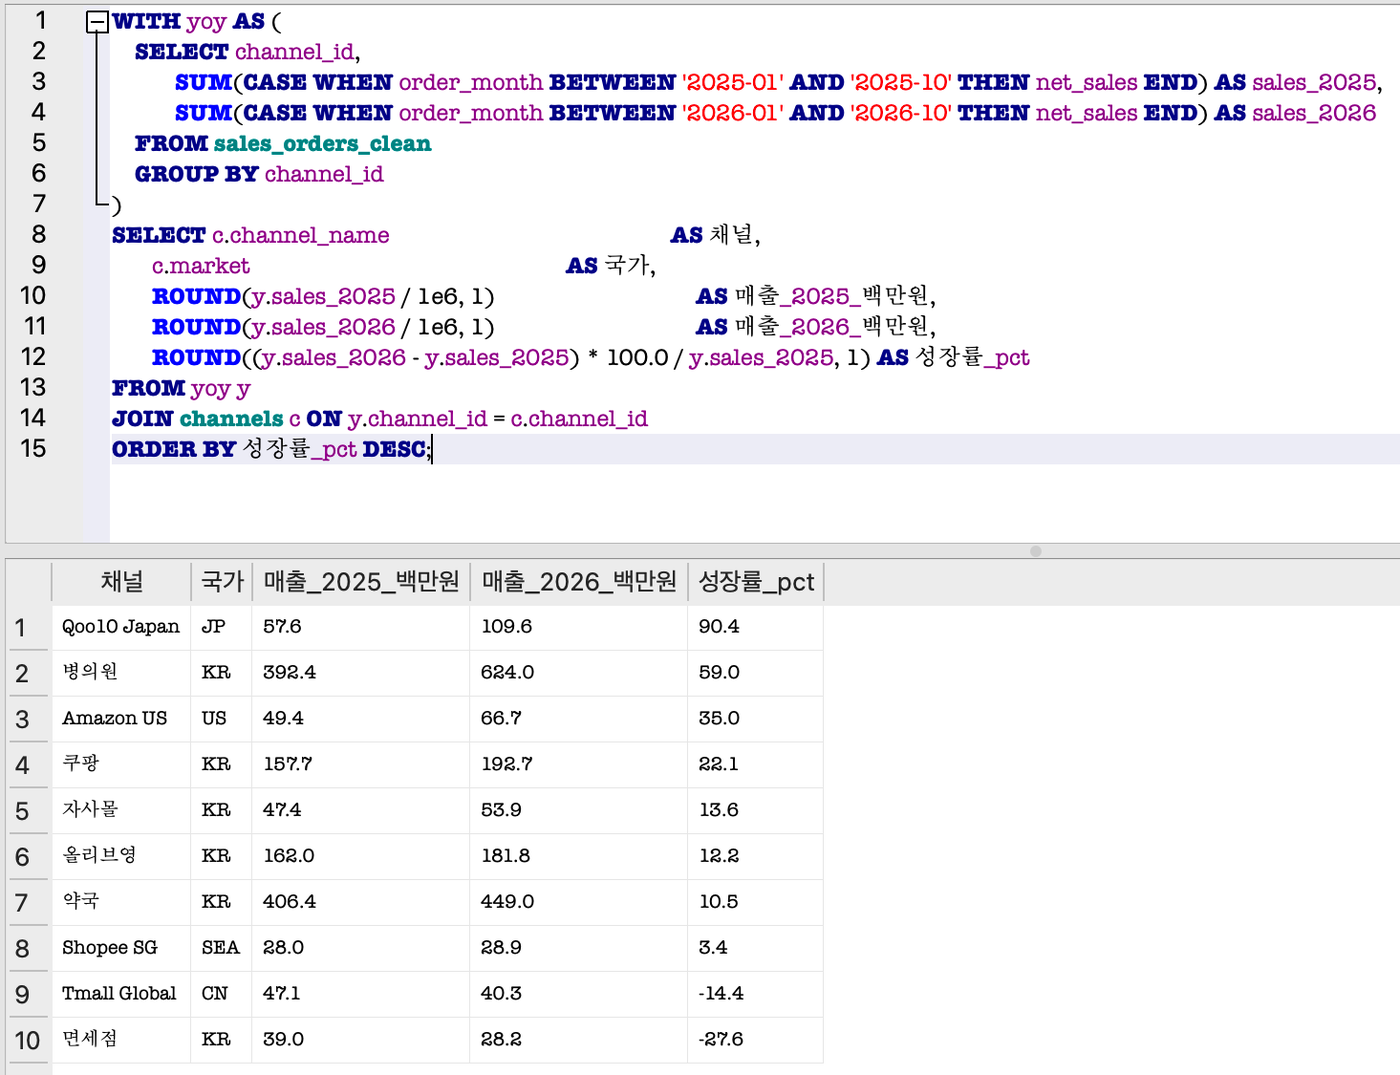 1 WITH yoy AS (
2 SELECT channel_id,
3 SUM(CASE WHEN order_month BETWEEN '2025-01' AND '2025-10' THEN net_sales END) AS sales_2025,
4 SUM(CASE WHEN order_month BETWEEN '2026-01' AND '2026-10' THEN net_sales END) AS sales_2026
5 FROM sales_orders_clean
6 GROUP BY channel_id
7 )
8 SELECT c.channel_name AS 채널,
9 c.market AS 국가,
10 ROUND(y.sales_2025 / 1e6, 1) AS 매출_2025_백만원,
11 ROUND(y.sales_2026 / 1e6, 1) AS 매출_2026_백만원,
12 ROUND((y.sales_2026 - y.sales_2025) * 100.0 / y.sales_2025, 1) AS 성장률_pct
13 FROM yoy y
14 JOIN channels c ON y.channel_id = c.channel_id
15 ORDER BY 성장률_pct DESC;
채널 국가 매출_2025_백만원 매출_2026_백만원 성장률_pct
1 Qoo10 Japan JP 57.6 109.6 90.4
2 병의원 KR 392.4 624.0 59.0
3 Amazon US US 49.4 66.7 35.0
4 쿠팡 KR 157.7 192.7 22.1
5 자사몰 KR 47.4 53.9 13.6
6 올리브영 KR 162.0 181.8 12.2
7 약국 KR 406.4 449.0 10.5
8 Shopee SG SEA 28.0 28.9 3.4
9 Tmall Global CN 47.1 40.3 -14.4
10 면세점 KR 39.0 28.2 -27.6